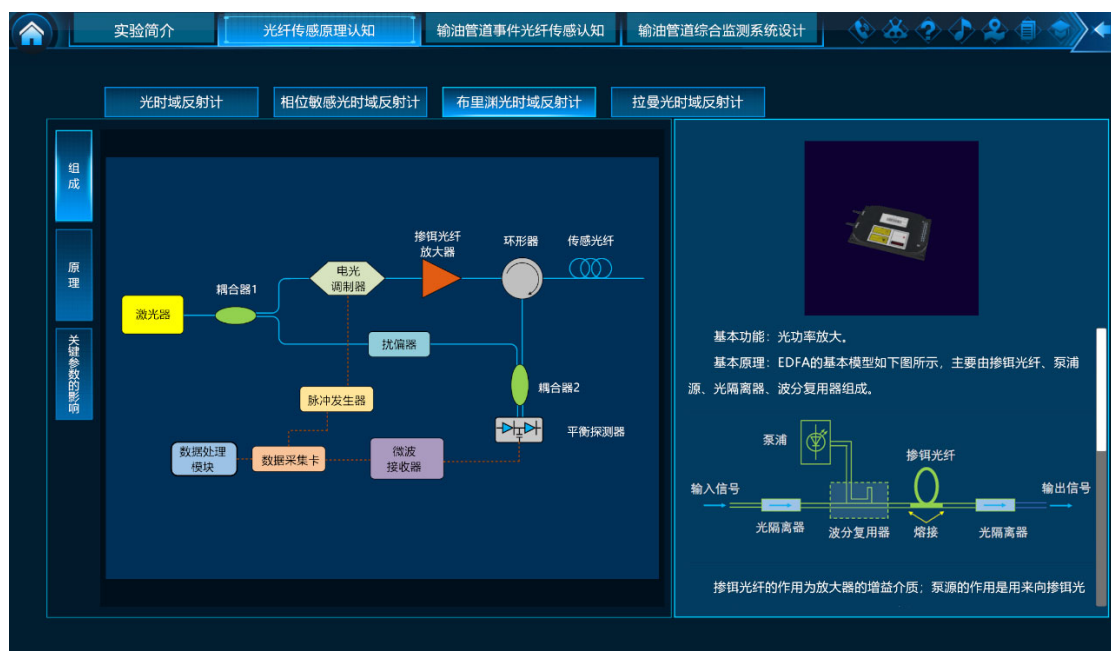 实验简介
光纤传感原理认知
输油管道事件光纤传感认知
输油管道综合监测系统设计
光时域反射计
相位敏感光时域反射计
布里渊光时域反射计
拉曼光时域反射计
组成
原理
关键参数的影响
掺铒光纤
放大器
环形器
传感光纤
电光
调制器
耦合器1
激光器
扰偏器
耦合器2
脉冲发生器
平衡探测器
数据处理
模块
数据采集卡
微波
接收器
基本功能：光功率放大。
基本原理：EDFA的基本模型如下图所示，主要由掺铒光纤、泵浦
源、光隔离器、波分复用器组成。
泵浦
掺铒光纤
输入信号
输出信号
光隔离器
波分复用器
熔接
光隔离器
掺铒光纤的作用为放大器的增益介质；泵源的作用是用来向掺铒光